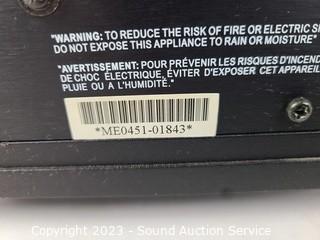 "WARNING: TO REDUCE THE RISK OF FIRE OR ELECTRIC
DO NOT EXPOSE THIS APPLIANCE TO RAIN OR MOISTURE"
"AVERTISSEMENT: POUR PRÉVENIR LES RISQUES D'INCEND
DE CHOC ÉLECTRIQUE, ÉVITER D'EXPOSER CET APPAREIL
PLUIE OU A L'HUMIDITÉ."
*ME0451-01843*
Copyright © 2023 - Sound Auction Service